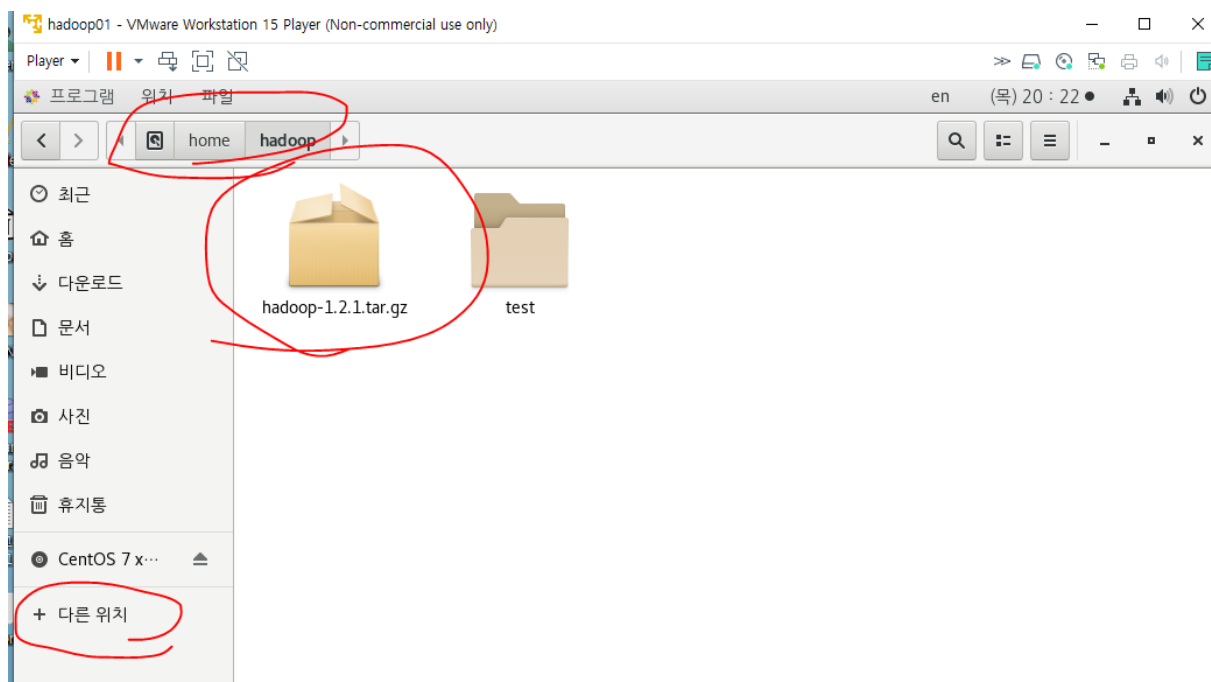 hadoop01 - VMware Workstation 15 Player (Non-commercial use only)
Player
프로그램 위치 파일 en (목) 20 : 22
home hadoop
최근
홈
다운로드
문서
비디오
사진
음악
휴지통
CentOS 7 x…
다른 위치
hadoop-1.2.1.tar.gz test